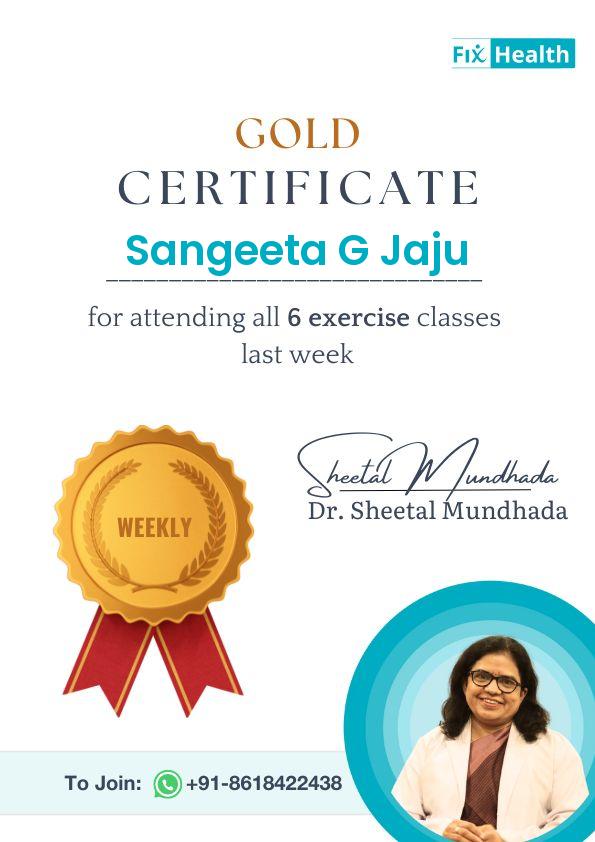 Fix Health
GOLD
CERTIFICATE
Sangeeta G Jaju
for attending all 6 exercise classes
last week
WEEKLY
Sheetal Mundhada
Dr. Sheetal Mundhada
To Join: +91-8618422438